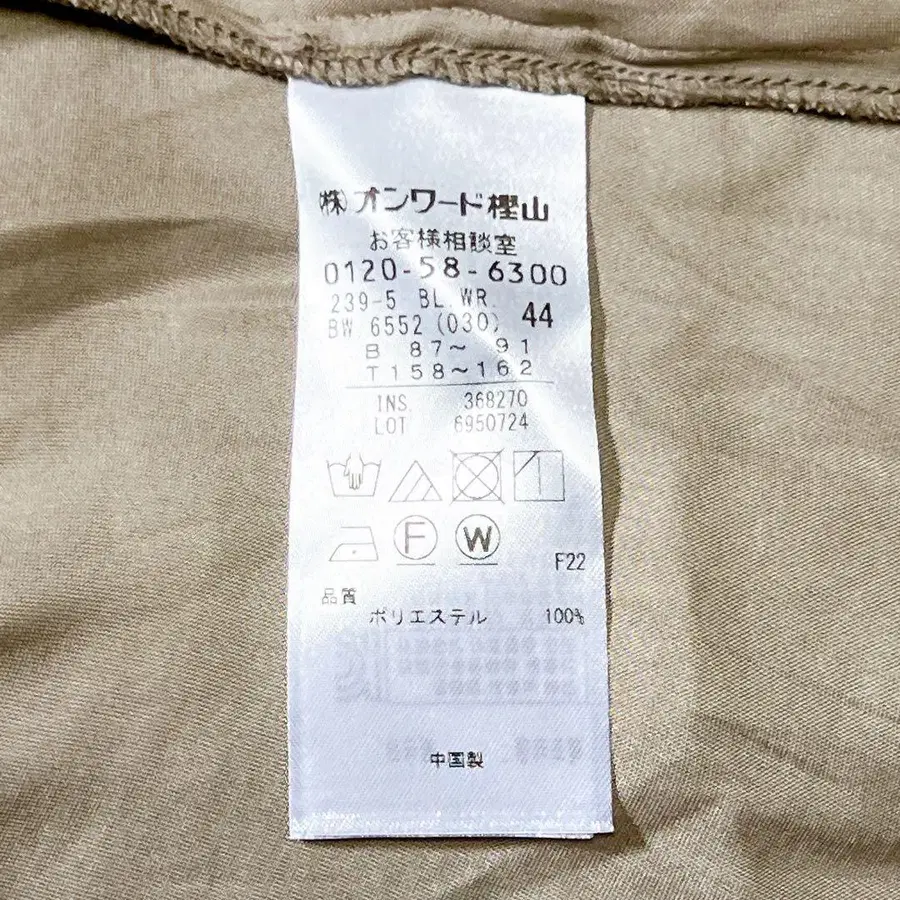 ㈱オンワード樫山
お客様相談室
0120-58-6300
239-5 BL.WR.
BW 6552 (030) 44
B 87〜 91
T158〜162
INS. 368270
LOT 6950724
F W
F22
品質
ポリエステル 100%
中国製